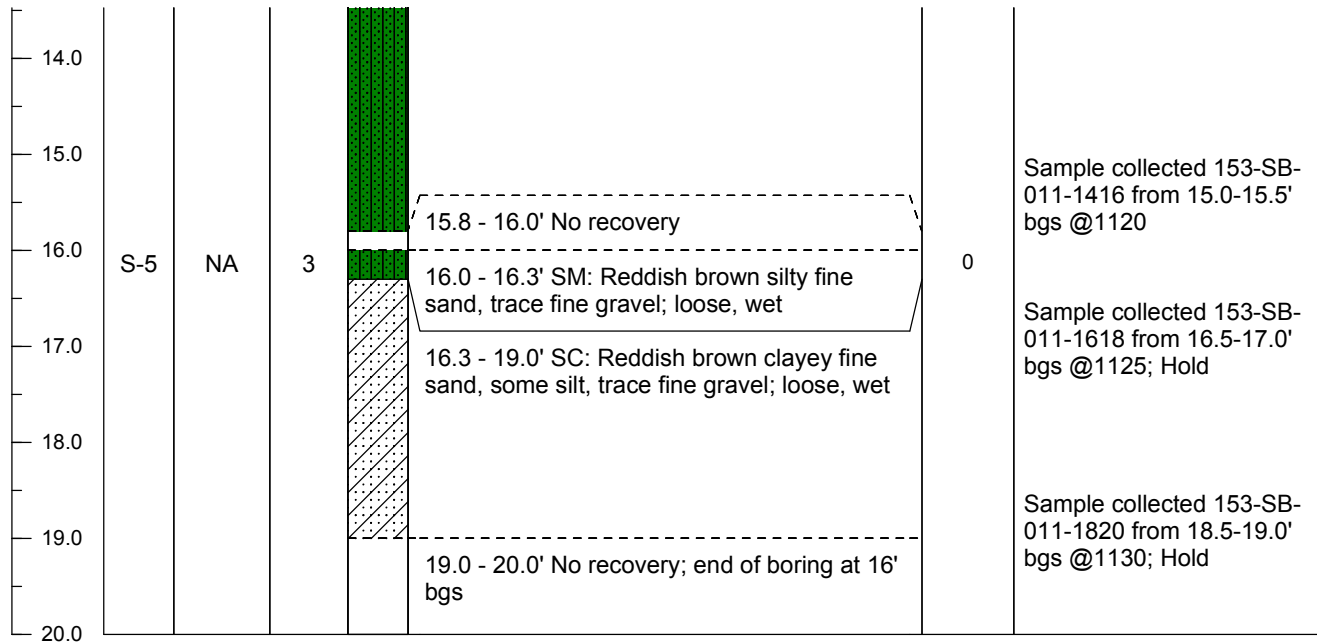 14.0
15.0
Sample collected 153-SB-
011-1416 from 15.0-15.5'
bgs @1120
15.8 - 16.0' No recovery
16.0
S-5
NA
3
0
16.0 - 16.3' SM: Reddish brown silty fine
sand, trace fine gravel; loose, wet
Sample collected 153-SB-
011-1618 from 16.5-17.0'
bgs @1125; Hold
17.0
16.3 - 19.0' SC: Reddish brown clayey fine
sand, some silt, trace fine gravel; loose, wet
18.0
Sample collected 153-SB-
011-1820 from 18.5-19.0'
bgs @1130; Hold
19.0
19.0 - 20.0' No recovery; end of boring at 16'
bgs
20.0